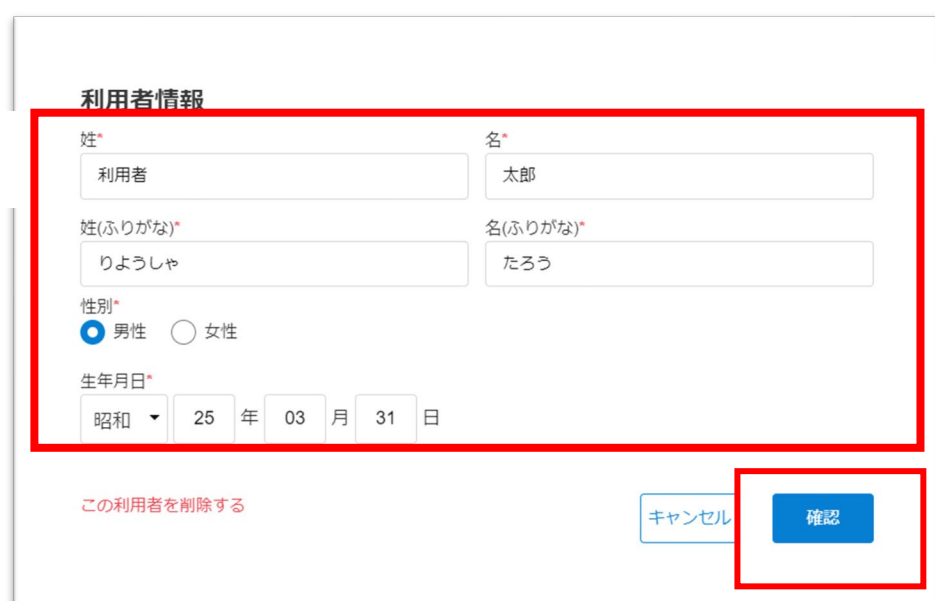 利用者情報
姓* 名*
利用者 太郎
姓(ふりがな)* 名(ふりがな)*
りようしゃ たろう
性別*
男性 女性
生年月日*
昭和 25 年 03 月 31 日
この利用者を削除する キャンセル 確認